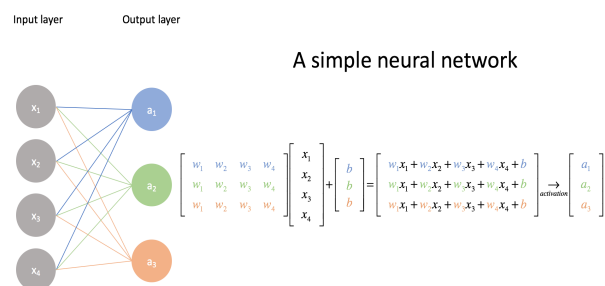 Input layer
Output layer
A simple neural network
x1
x2
x3
x4
a1
a2
a3
w1 w2 w3 w4
w1 w2 w3 w4
w1 w2 w3 w4
x1
x2
x3
x4
+
b
b
b
=
w1x1 + w2x2 + w3x3 + w4x4 + b
w1x1 + w2x2 + w3x3 + w4x4 + b
w1x1 + w2x2 + w3x3 + w4x4 + b
→
activation
a1
a2
a3